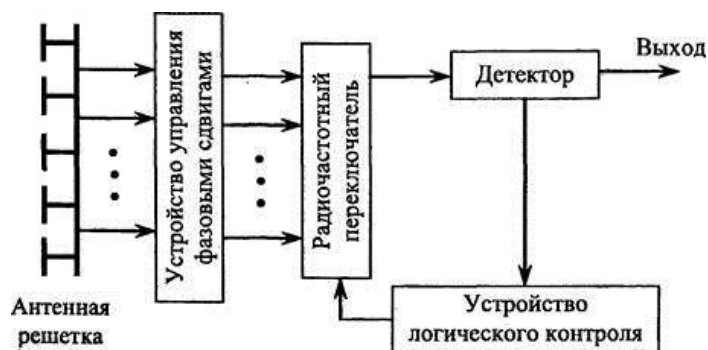 Антенная
решетка
Устройство управления
фазовыми сдвигами
Радиочастотный
переключатель
Детектор
Выход
Устройство
логического контроля